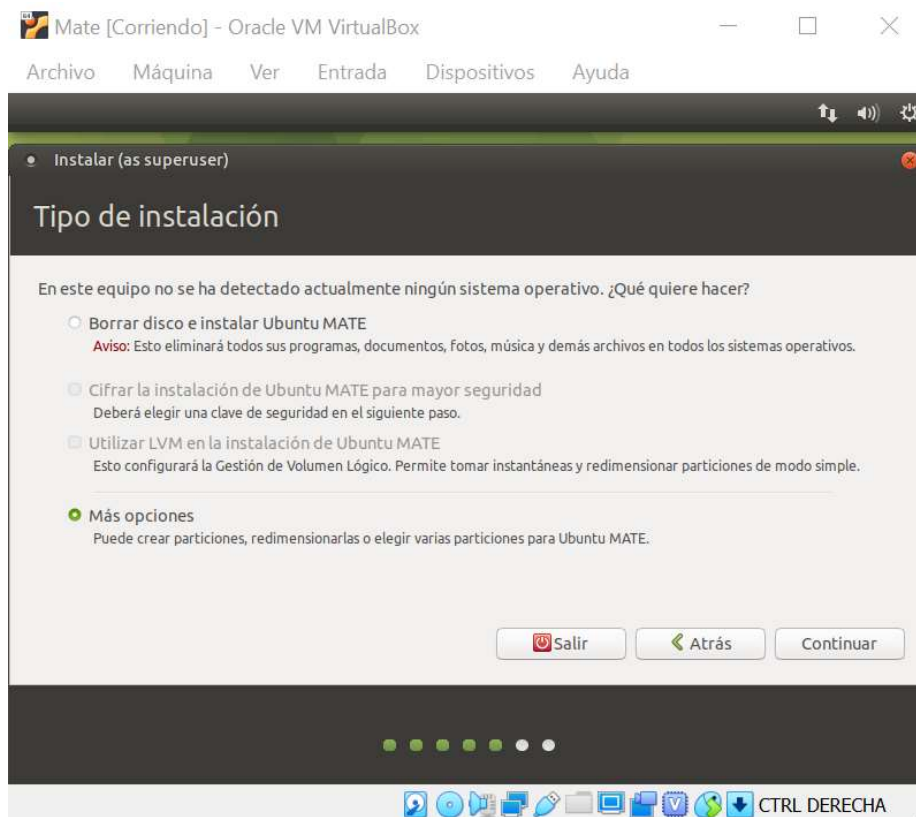 Mate [Corriendo] - Oracle VM VirtualBox
Archivo Máquina Ver Entrada Dispositivos Ayuda
Instalar (as superuser)
Tipo de instalación
En este equipo no se ha detectado actualmente ningún sistema operativo. ¿Qué quiere hacer?
Borrar disco e instalar Ubuntu MATE
Aviso: Esto eliminará todos sus programas, documentos, fotos, música y demás archivos en todos los sistemas operativos.
Cifrar la instalación de Ubuntu MATE para mayor seguridad
Deberá elegir una clave de seguridad en el siguiente paso.
Utilizar LVM en la instalación de Ubuntu MATE
Esto configurará la Gestión de Volumen Lógico. Permite tomar instantáneas y redimensionar particiones de modo simple.
Más opciones
Puede crear particiones, redimensionarlas o elegir varias particiones para Ubuntu MATE.
Salir Atrás Continuar
CTRL DERECHA